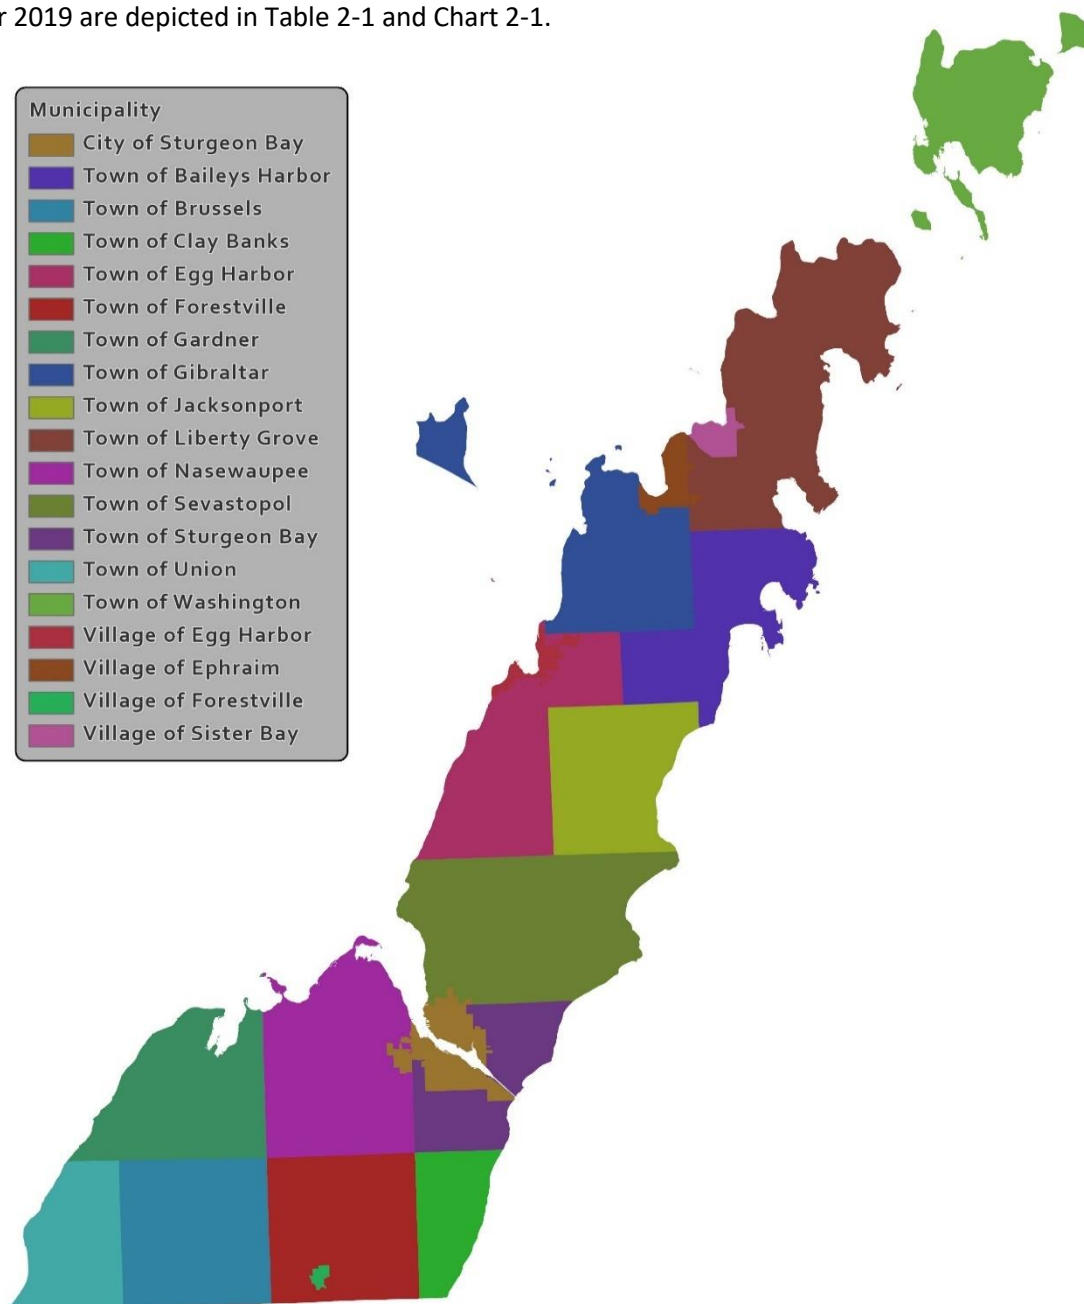 r 2019 are depicted in Table 2-1 and Chart 2-1.
Municipality
City of Sturgeon Bay
Town of Baileys Harbor
Town of Brussels
Town of Clay Banks
Town of Egg Harbor
Town of Forestville
Town of Gardner
Town of Gibraltar
Town of Jacksonport
Town of Liberty Grove
Town of Nasewaupee
Town of Sevastopol
Town of Sturgeon Bay
Town of Union
Town of Washington
Village of Egg Harbor
Village of Ephraim
Village of Forestville
Village of Sister Bay